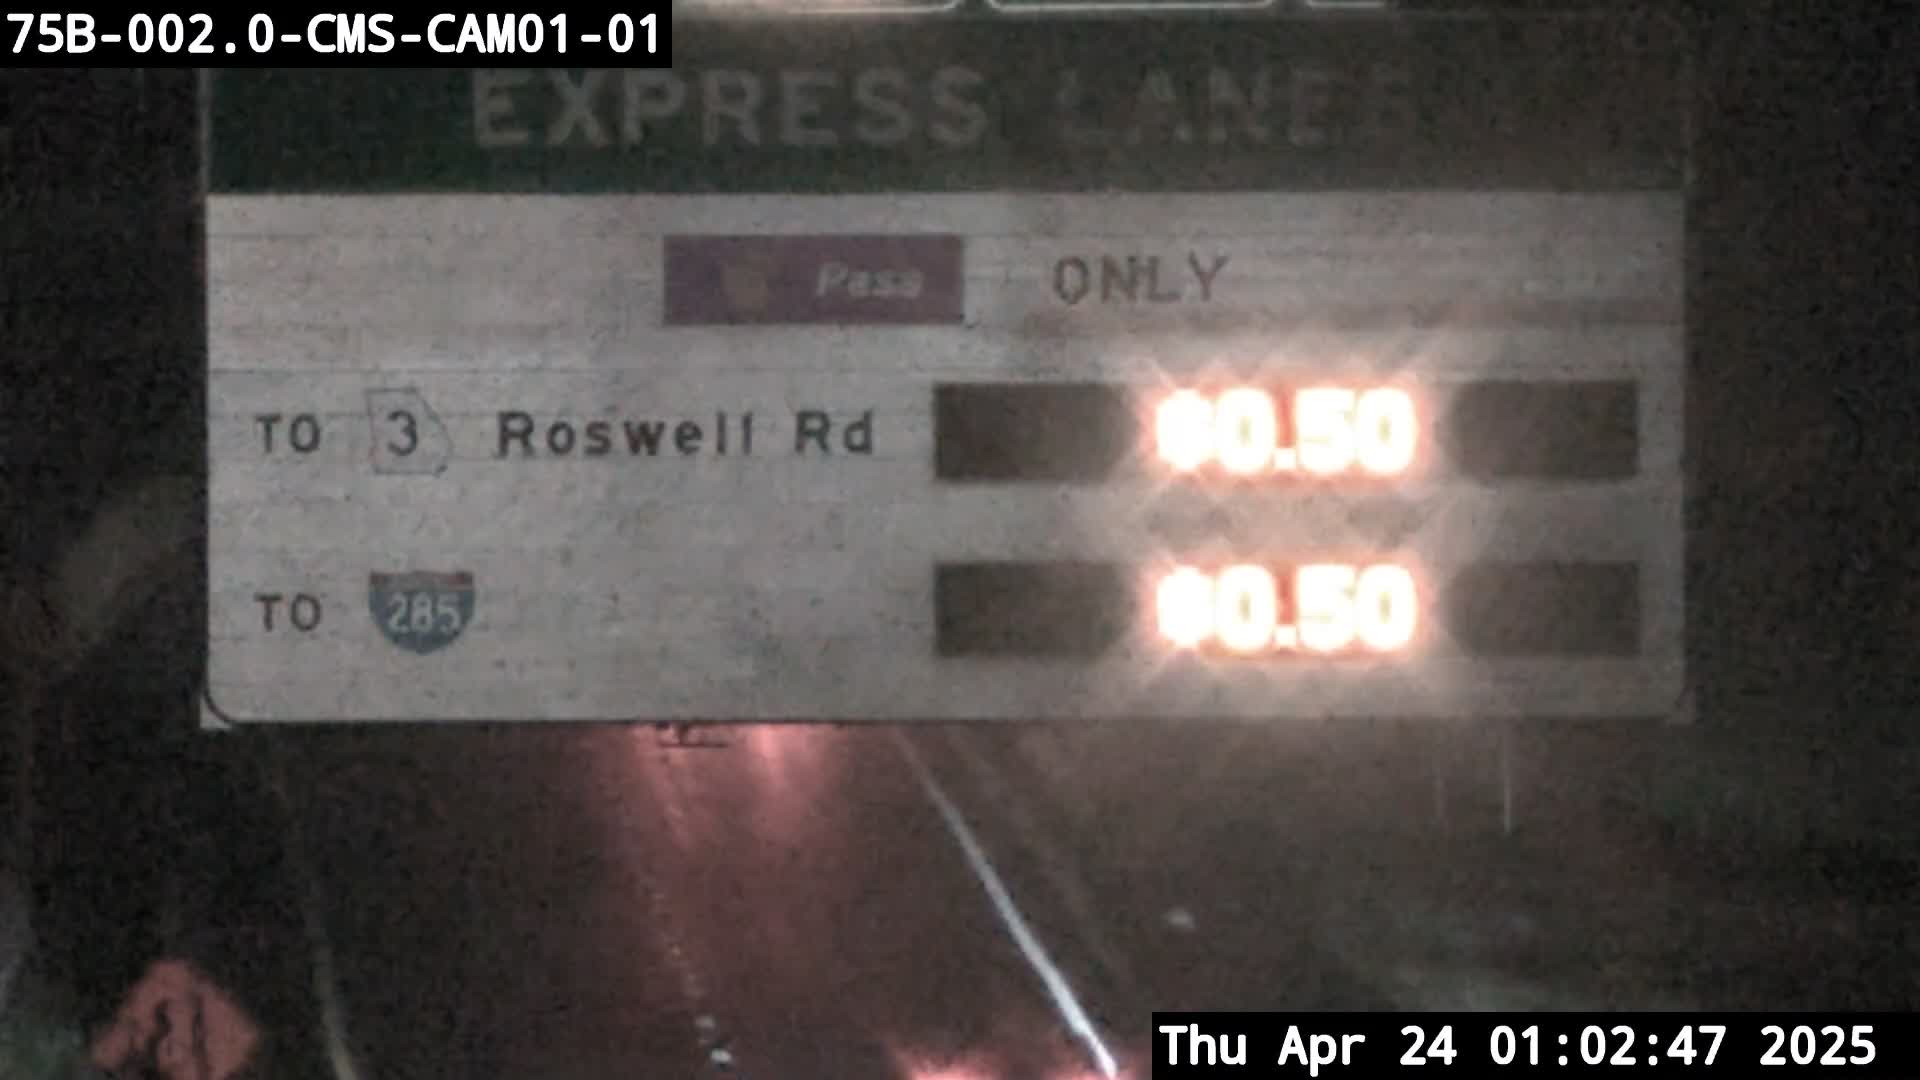 75B-002.0-CMS-CAM01-01
EXPRESS LANES
Pass ONLY
TO 3 Roswell Rd $0.50
TO 285 $0.50
Thu Apr 24 01:02:47 2025